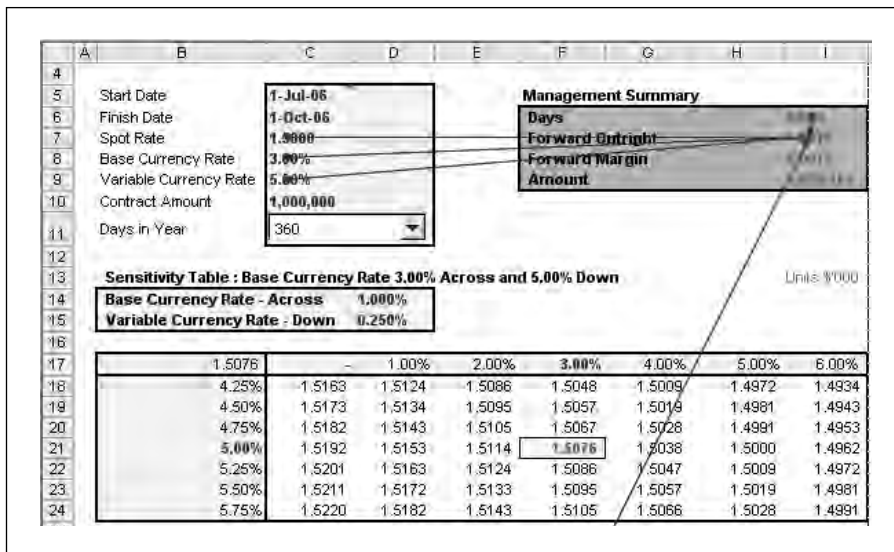 A B C D E F G H I
4
5 Start Date 1-Jul-06 Management Summary
6 Finish Date 1-Oct-06 Days
7 Spot Rate 1.5000 Forward Outright
8 Base Currency Rate 3.00% Forward Margin
9 Variable Currency Rate 5.00% Amount
10 Contract Amount 1,000,000
11 Days in Year 360
12
13 Sensitivity Table : Base Currency Rate 3.00% Across and 5.00% Down Units $'000
14 Base Currency Rate - Across 1.000%
15 Variable Currency Rate - Down 0.250%
16
17 1.5076 - 1.00% 2.00% 3.00% 4.00% 5.00% 6.00%
18 4.25% 1.5163 1.5124 1.5086 1.5048 1.5009 1.4972 1.4934
19 4.50% 1.5173 1.5134 1.5095 1.5057 1.5019 1.4981 1.4943
20 4.75% 1.5182 1.5143 1.5105 1.5067 1.5028 1.4991 1.4953
21 5.00% 1.5192 1.5153 1.5114 1.5076 1.5038 1.5000 1.4962
22 5.25% 1.5201 1.5163 1.5124 1.5086 1.5047 1.5009 1.4972
23 5.50% 1.5211 1.5172 1.5133 1.5095 1.5057 1.5019 1.4981
24 5.75% 1.5220 1.5182 1.5143 1.5105 1.5066 1.5028 1.4991